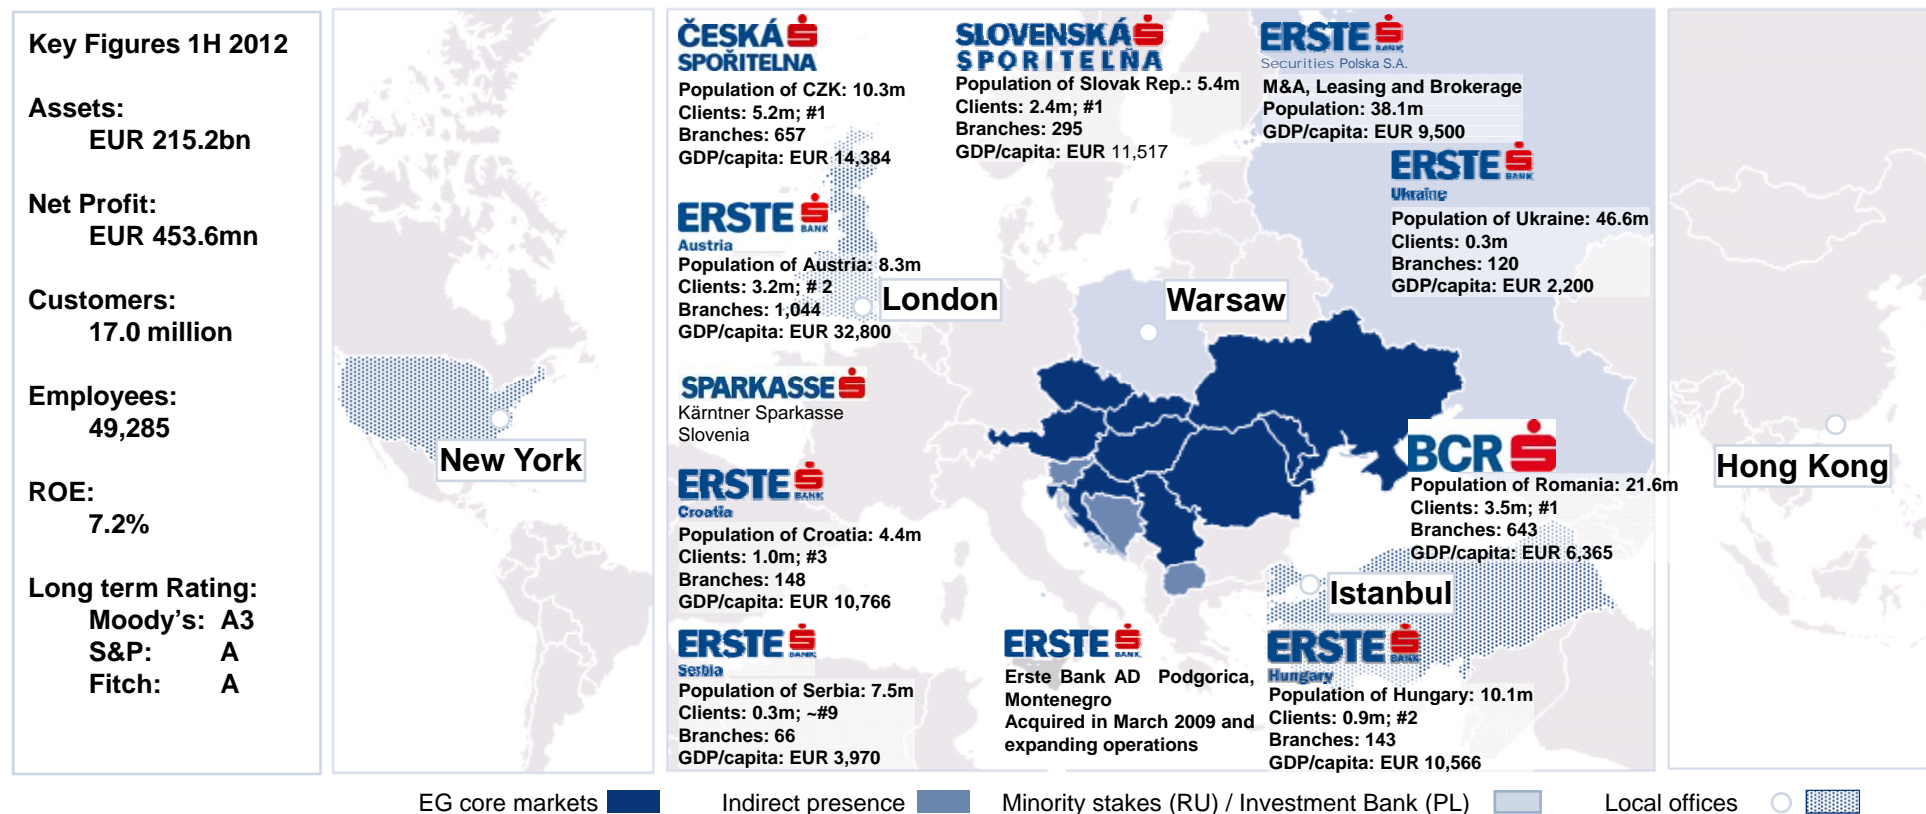 Key Figures 1H 2012
Assets:
EUR 215.2bn
Net Profit:
EUR 453.6mn
Customers:
17.0 million
Employees:
49,285
ROE:
7.2%
Long term Rating:
Moody's: A3
S&P: A
Fitch: A
New York
ČESKÁ
SPOŘITELNA
Population of CZK: 10.3m
Clients: 5.2m; #1
Branches: 657
GDP/capita: EUR 14,384
SLOVENSKÁ
SPORITEĽŇA
Population of Slovak Rep.: 5.4m
Clients: 2.4m; #1
Branches: 295
GDP/capita: EUR 11,517
ERSTE
BANK
Securities Polska S.A.
M&A, Leasing and Brokerage
Population: 38.1m
GDP/capita: EUR 9,500
ERSTE
BANK
Ukraine
Population of Ukraine: 46.6m
Clients: 0.3m
Branches: 120
GDP/capita: EUR 2,200
ERSTE
BANK
Austria
Population of Austria: 8.3m
Clients: 3.2m; # 2
Branches: 1,044
GDP/capita: EUR 32,800
London
Warsaw
SPARKASSE
Kärntner Sparkasse
Slovenia
BCR
Population of Romania: 21.6m
Clients: 3.5m; #1
Branches: 643
GDP/capita: EUR 6,365
ERSTE
BANK
Croatia
Population of Croatia: 4.4m
Clients: 1.0m; #3
Branches: 148
GDP/capita: EUR 10,766
Istanbul
ERSTE
BANK
Serbia
Population of Serbia: 7.5m
Clients: 0.3m; ~#9
Branches: 66
GDP/capita: EUR 3,970
ERSTE
BANK
Erste Bank AD Podgorica,
Montenegro
Acquired in March 2009 and
expanding operations
ERSTE
BANK
Hungary
Population of Hungary: 10.1m
Clients: 0.9m; #2
Branches: 143
GDP/capita: EUR 10,566
Hong Kong
EG core markets
Indirect presence
Minority stakes (RU) / Investment Bank (PL)
Local offices